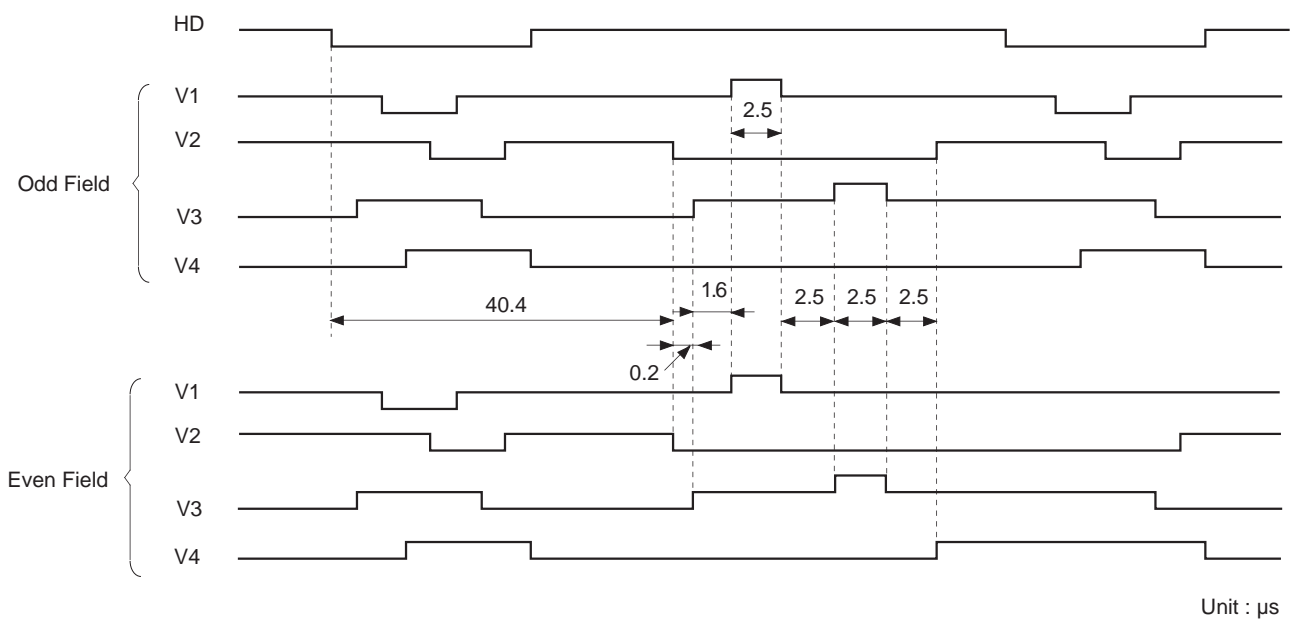 HD
V1
2.5
V2
Odd Field
V3
V4
1.6
2.5 2.5 2.5
40.4
0.2
V1
V2
Even Field
V3
V4
Unit : µs